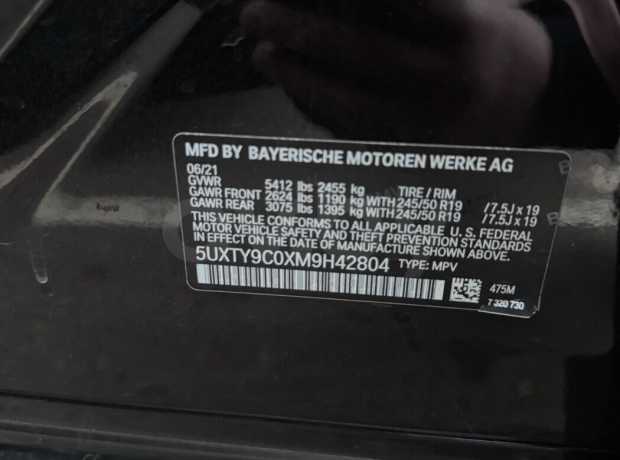 MFD BY BAYERISCHE MOTOREN WERKE AG
06/21
GVWR 5412 lbs 2455 kg TIRE / RIM
GAWR FRONT 2624 lbs 1190 kg W/ 245/50 R19 / 7.5J x 19
GAWR REAR 3075 lbs 1395 kg W/ 245/50 R19 / 7.5J x 19
THIS VEHICLE CONFORMS TO ALL APPLICABLE U. S. FEDERAL
MOTOR VEHICLE SAFETY AND THEFT PREVENTION STANDARDS
IN EFFECT ON THE DATE OF MANUFACTURE SHOWN ABOVE.
5UXTY9C0XM9H42804 TYPE: MPV
475M
7 320 730